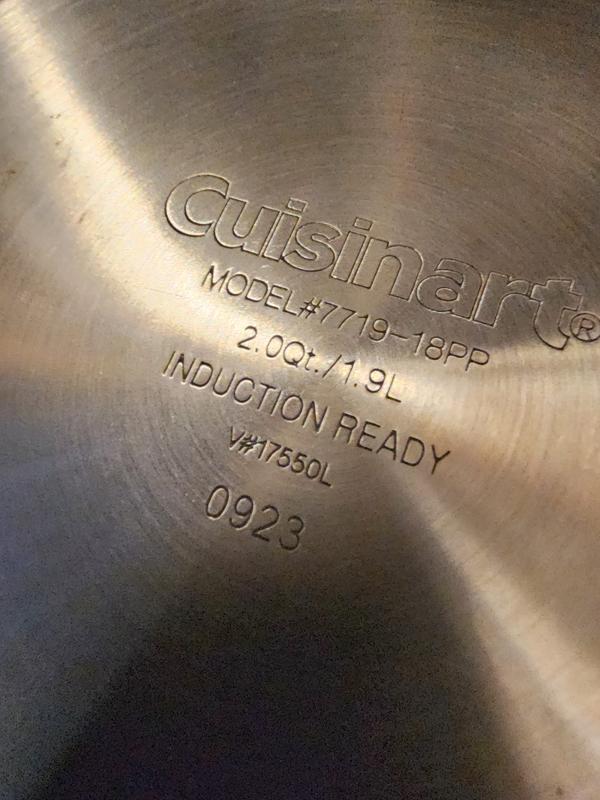 Cuisinart®
MODEL#7719-18PP
2.0Qt./1.9L
INDUCTION READY
V#17550L
0923